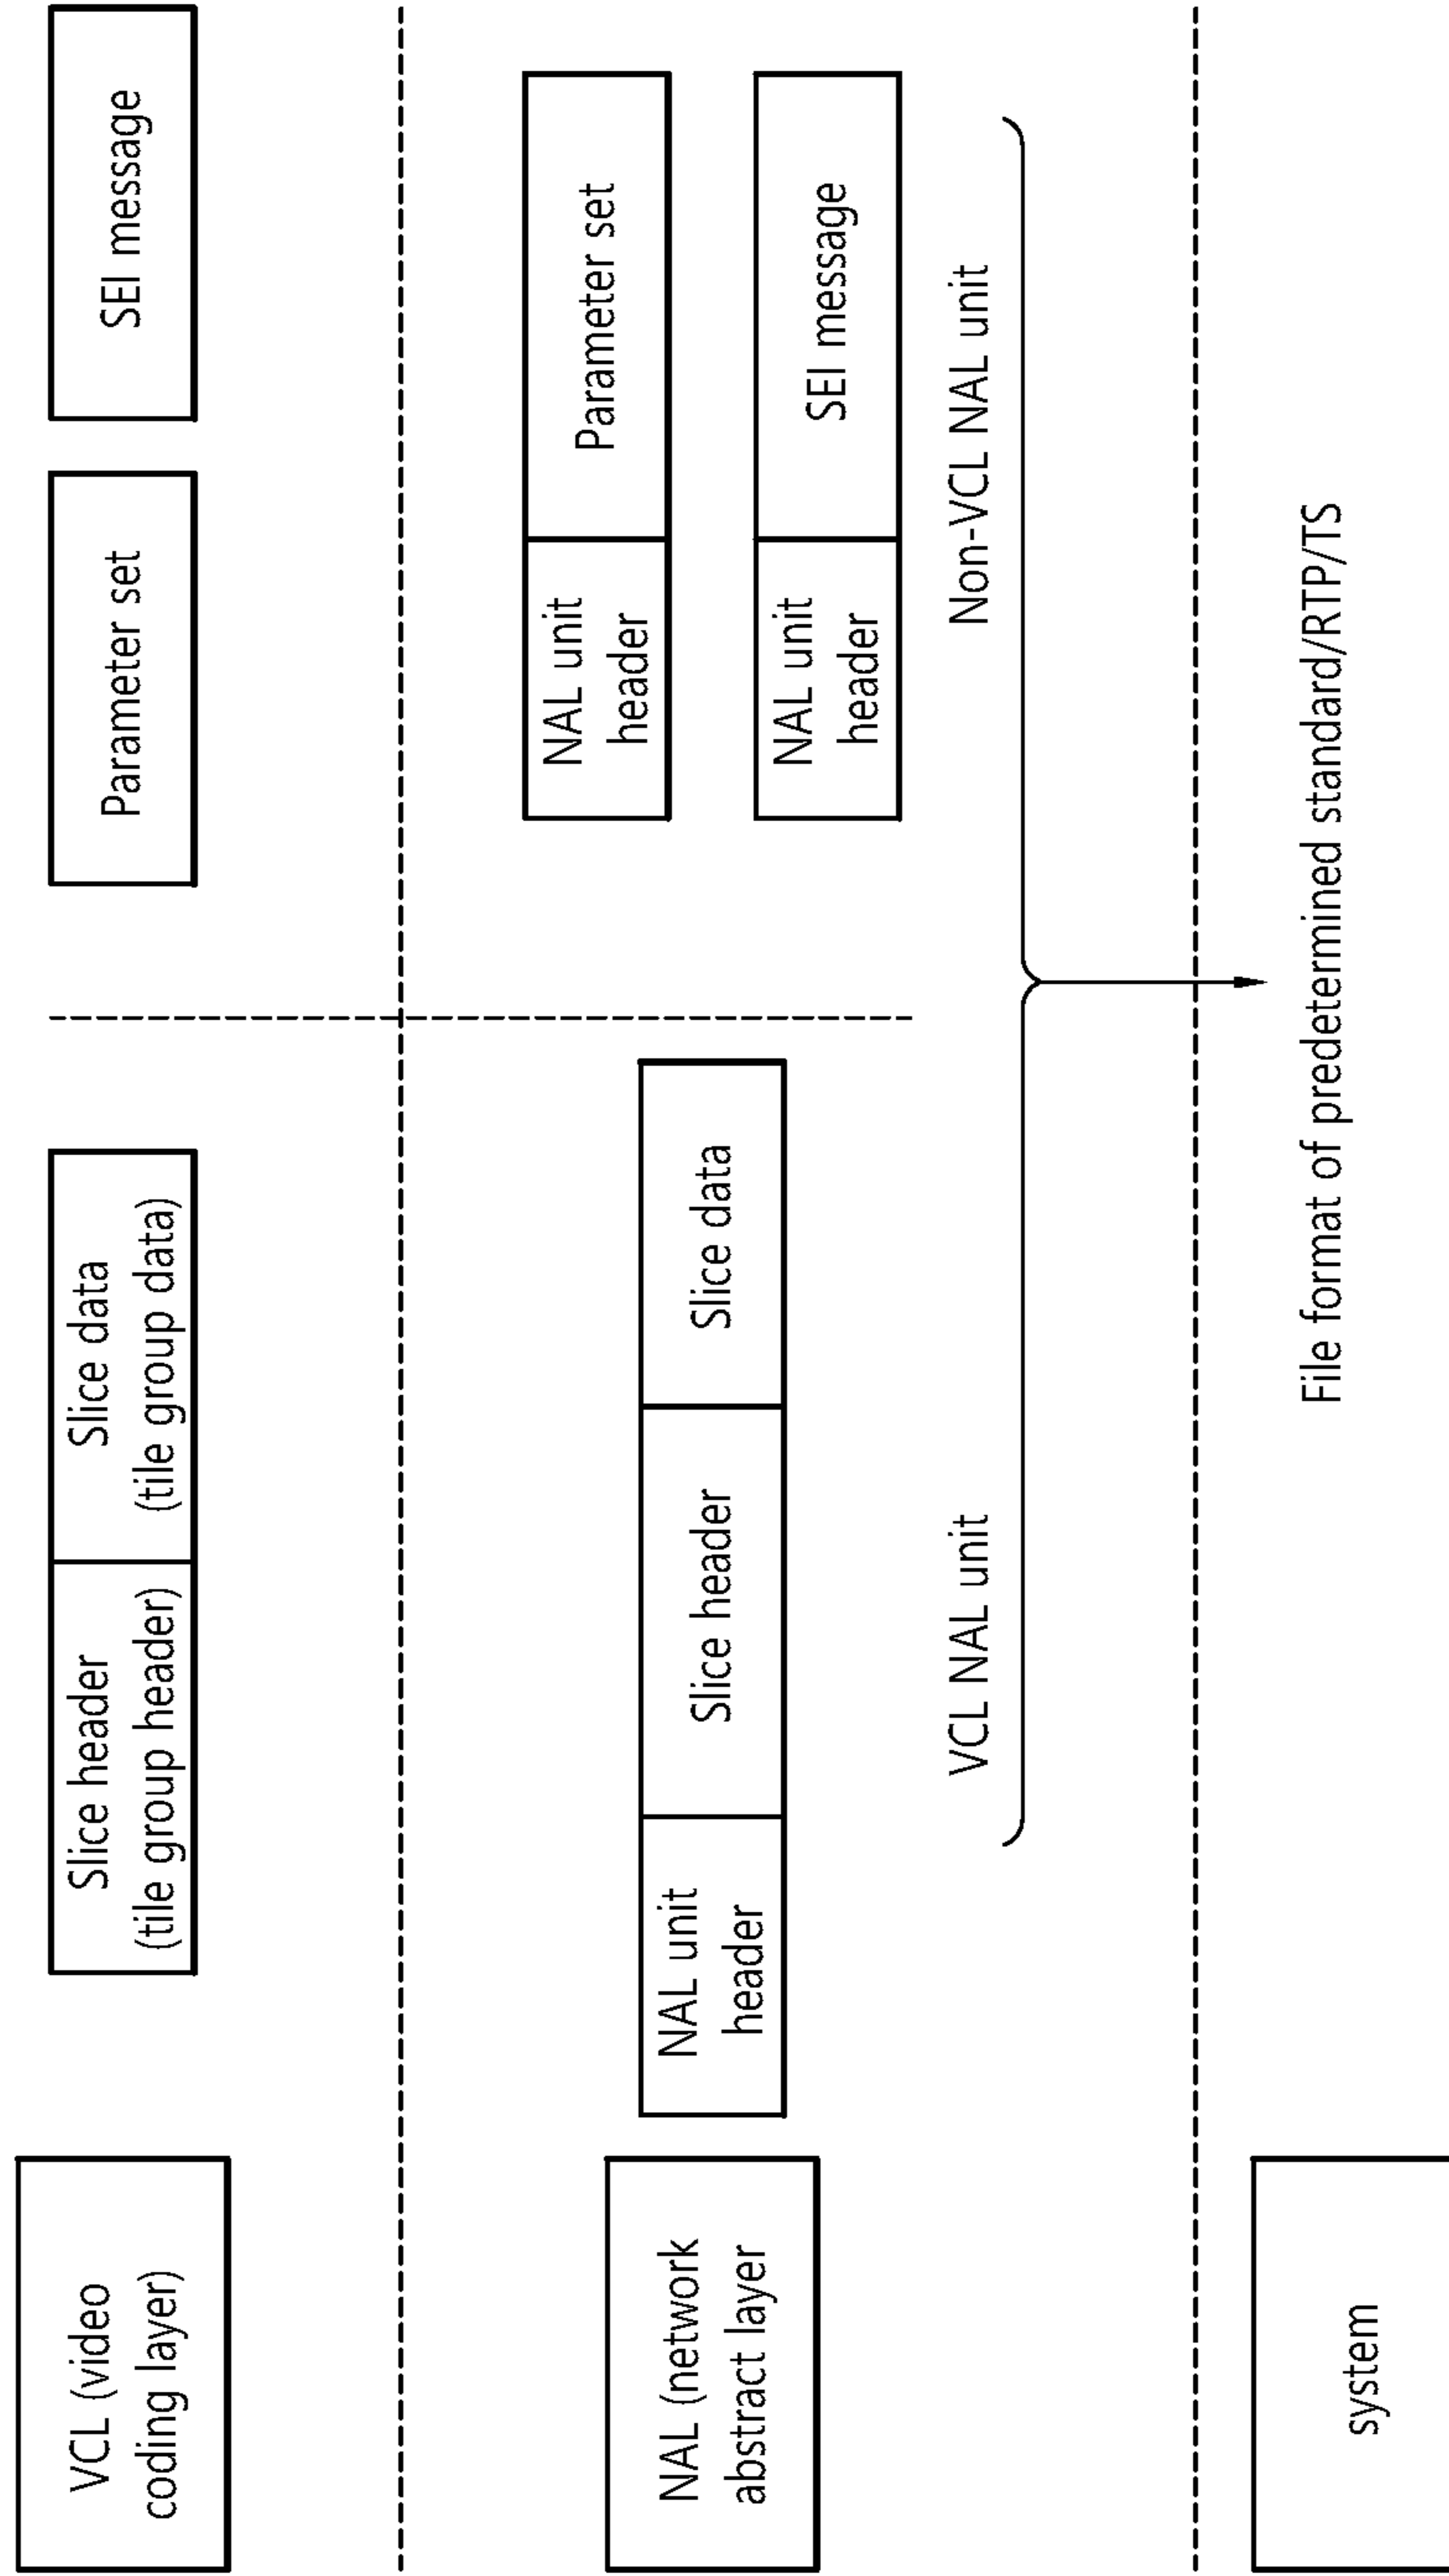 VCL (video
coding layer)
Slice header
(tile group header)
Slice data
(tile group data)
Parameter set
SEI message
NAL (network
abstract layer
NAL unit
header
Slice header
Slice data
NAL unit
header
Parameter set
NAL unit
header
SEI message
VCL NAL unit
Non-VCL NAL unit
system
File format of predetermined standard/RTP/TS